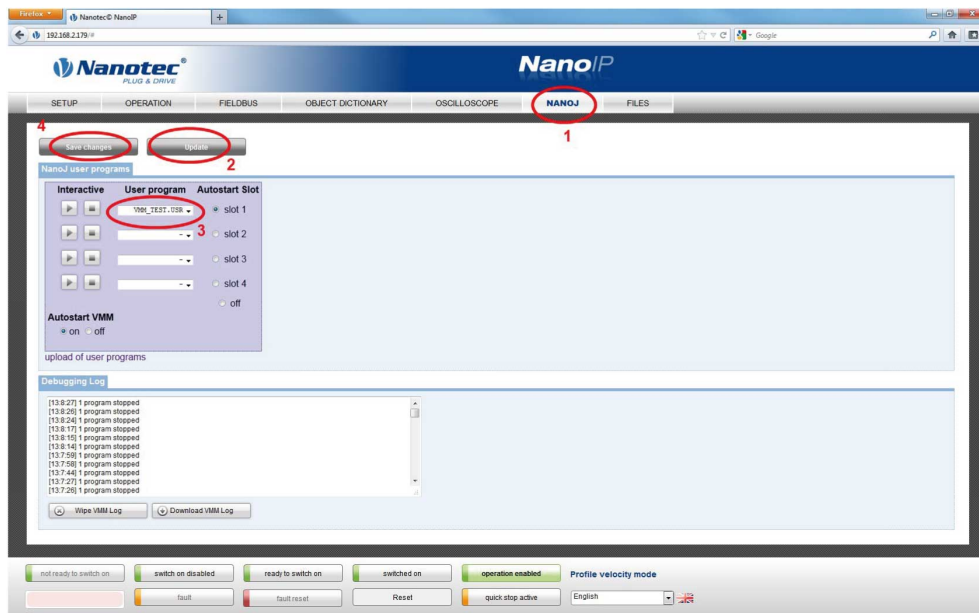 Firefox
Nanotec© NanoIP
192.168.2.179/#
Google
Nanotec®
PLUG & DRIVE
NanoIP
SETUP OPERATION FIELDBUS OBJECT DICTIONARY OSCILLOSCOPE NANOJ FILES
1
4
Save changes Update
2
NanoJ user programs
Interactive User program Autostart Slot
VMM_TEST.USR slot 1
3
- slot 2
- slot 3
- slot 4
off
Autostart VMM
on off
upload of user programs
Debugging Log
[13:8:27] 1 program stopped
[13:8:26] 1 program stopped
[13:8:24] 1 program stopped
[13:8:17] 1 program stopped
[13:8:15] 1 program stopped
[13:8:14] 1 program stopped
[13:7:59] 1 program stopped
[13:7:58] 1 program stopped
[13:7:44] 1 program stopped
[13:7:27] 1 program stopped
[13:7:26] 1 program stopped
Wipe VMM Log Download VMM Log
not ready to switch on switch on disabled ready to switch on switched on operation enabled Profile velocity mode
fault fault reset Reset quick stop active English